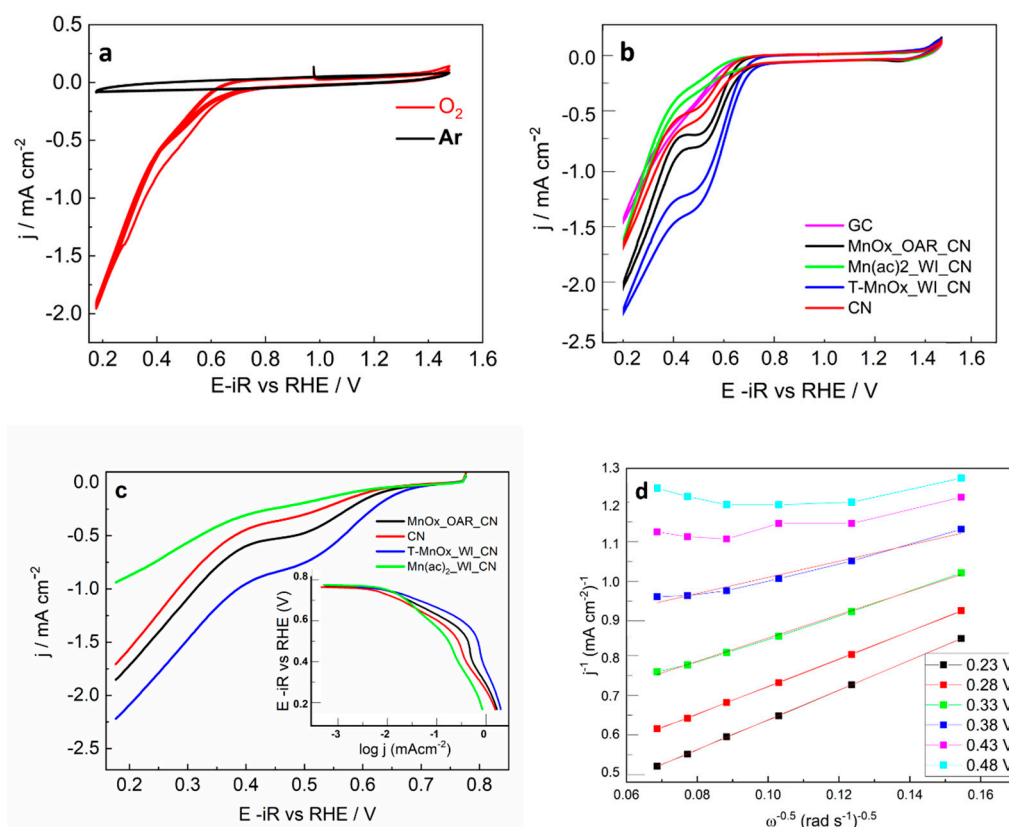 a
0.5
0.0
-0.5
-1.0
-1.5
-2.0
j / mA cm-2
O2
Ar
0.2 0.4 0.6 0.8 1.0 1.2 1.4 1.6
E-iR vs RHE / V
b
0.5
0.0
-0.5
-1.0
-1.5
-2.0
-2.5
j / mA cm-2
GC
MnOx_OAR_CN
Mn(ac)2_WI_CN
T-MnOx_WI_CN
CN
0.2 0.4 0.6 0.8 1.0 1.2 1.4 1.6
E -iR vs RHE / V
c
0.0
-0.5
-1.0
-1.5
-2.0
-2.5
j / mA cm-2
MnOx_OAR_CN
CN
T-MnOx_WI_CN
Mn(ac)2_WI_CN
0.8
0.6
0.4
0.2
E -iR vs RHE (V)
-3 -2 -1 0
log j (mAcm-2)
0.2 0.3 0.4 0.5 0.6 0.7 0.8
E -iR vs RHE / V
d
1.3
1.2
1.1
1.0
0.9
0.8
0.7
0.6
0.5
j-1 (mA cm-2)-1
0.23 V
0.28 V
0.33 V
0.38 V
0.43 V
0.48 V
0.06 0.08 0.10 0.12 0.14 0.16
ω-0.5 (rad s-1)-0.5